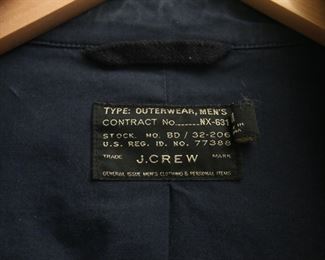 TYPE: OUTERWEAR, MEN'S
CONTRACT No.......NX-631
STOCK. NO. BD / 32-206
U.S. REG. ID. NO. 77388
TRADE J.CREW MARK
GENERAL ISSUE MEN'S CLOTHING & PERSONAL ITEMS